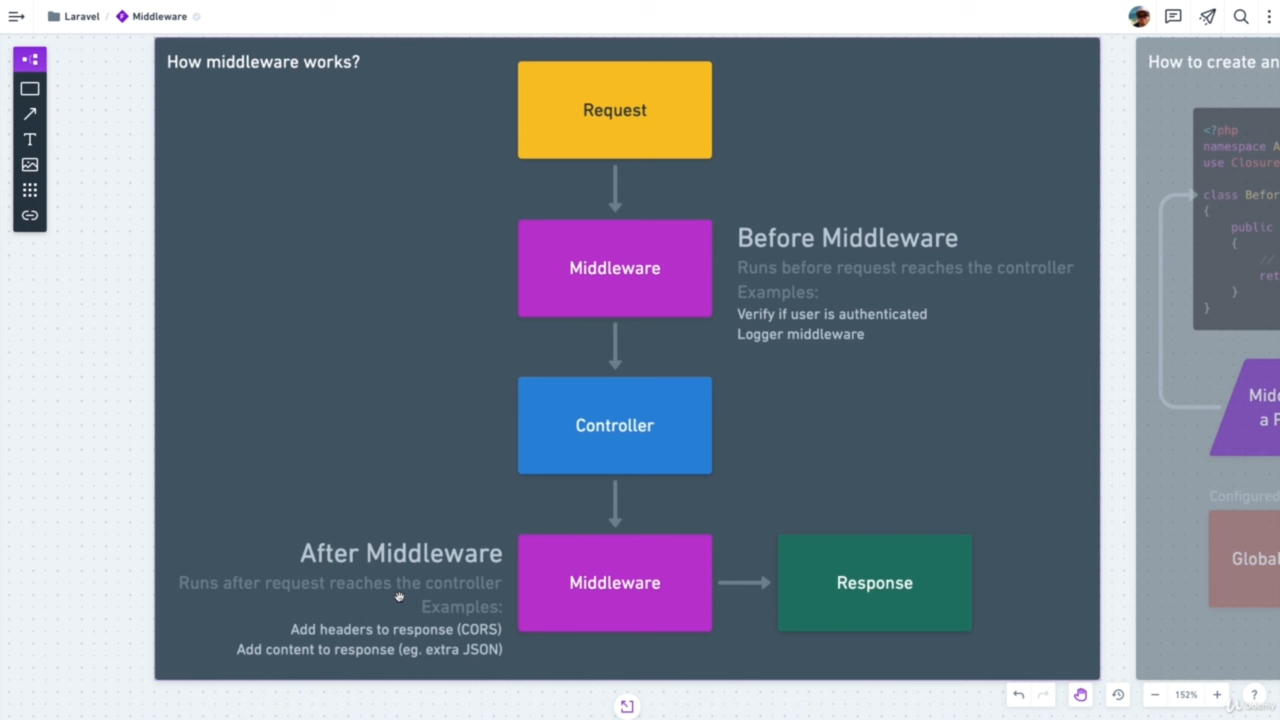 Laravel / Middleware
How middleware works?
Request
Middleware
Before Middleware
Runs before request reaches the controller
Examples:
Verify if user is authenticated
Logger middleware
Controller
After Middleware
Runs after request reaches the controller
Examples:
Add headers to response (CORS)
Add content to response (eg. extra JSON)
Middleware
Response
How to create an
<?php
namespace A
use Closure
class Befor
{
public
{
//
ret
}
}
Midd
a P
Configured
Global
T
152%
?